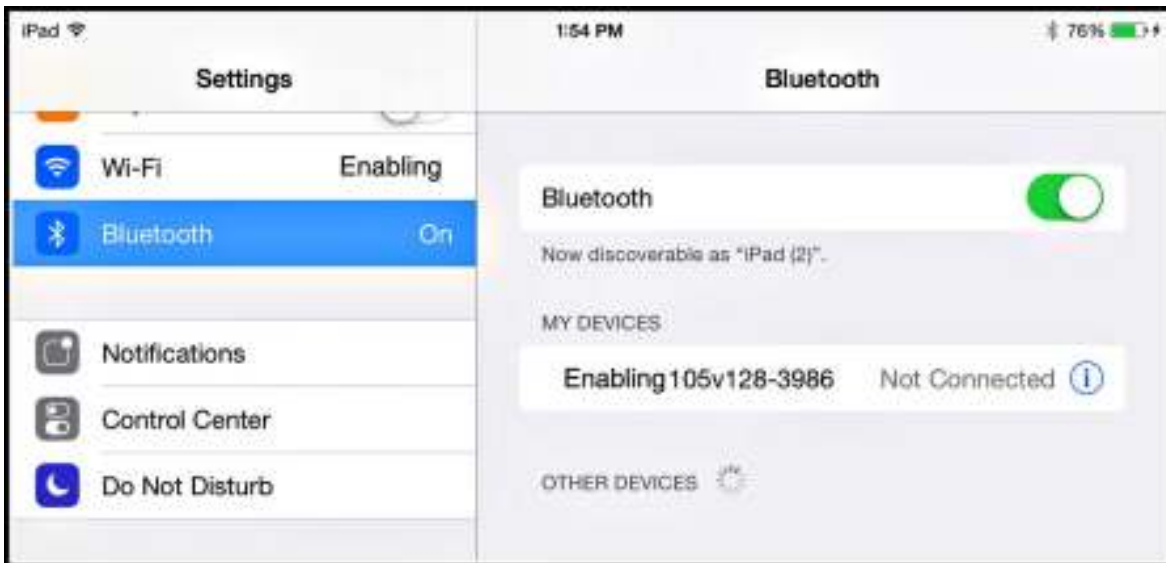 iPad 1:54 PM 76%
Settings
Wi-Fi Enabling
Bluetooth On
Notifications
Control Center
Do Not Disturb
Bluetooth
Bluetooth
Now discoverable as "iPad (2)".
MY DEVICES
Enabling105v128-3986 Not Connected
OTHER DEVICES